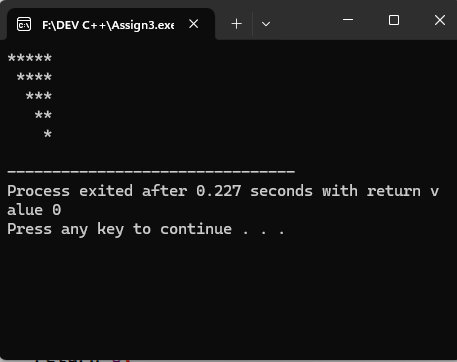 F:\DEV C++\Assign3.exe
*****
 ****
  ***
   **
    *
--------------------------------
Process exited after 0.227 seconds with return v
alue 0
Press any key to continue . . .